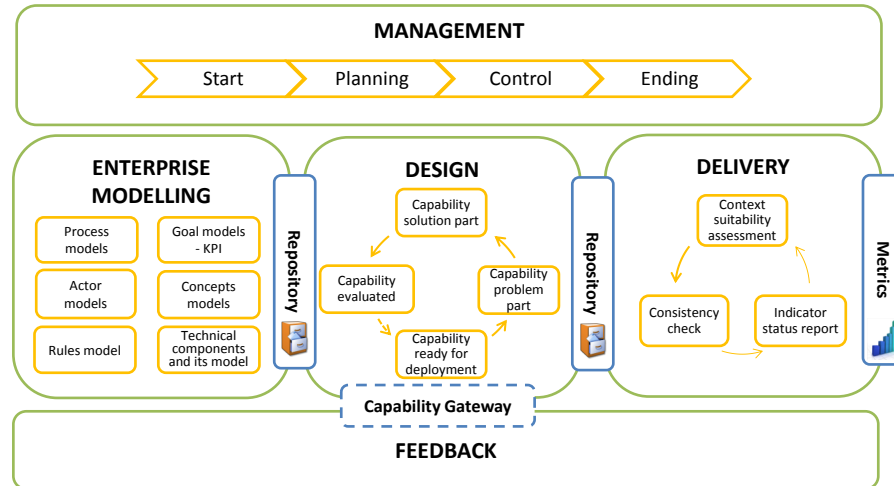 MANAGEMENT
Start
Planning
Control
Ending
ENTERPRISE
MODELLING
Process
models
Goal models
- KPI
Actor
models
Concepts
models
Rules model
Technical
components
and its model
Repository
DESIGN
Capability
solution part
Capability
evaluated
Capability
problem
part
Capability
ready for
deployment
Repository
DELIVERY
Context
suitability
assessment
Consistency
check
Indicator
status report
Metrics
Capability Gateway
FEEDBACK